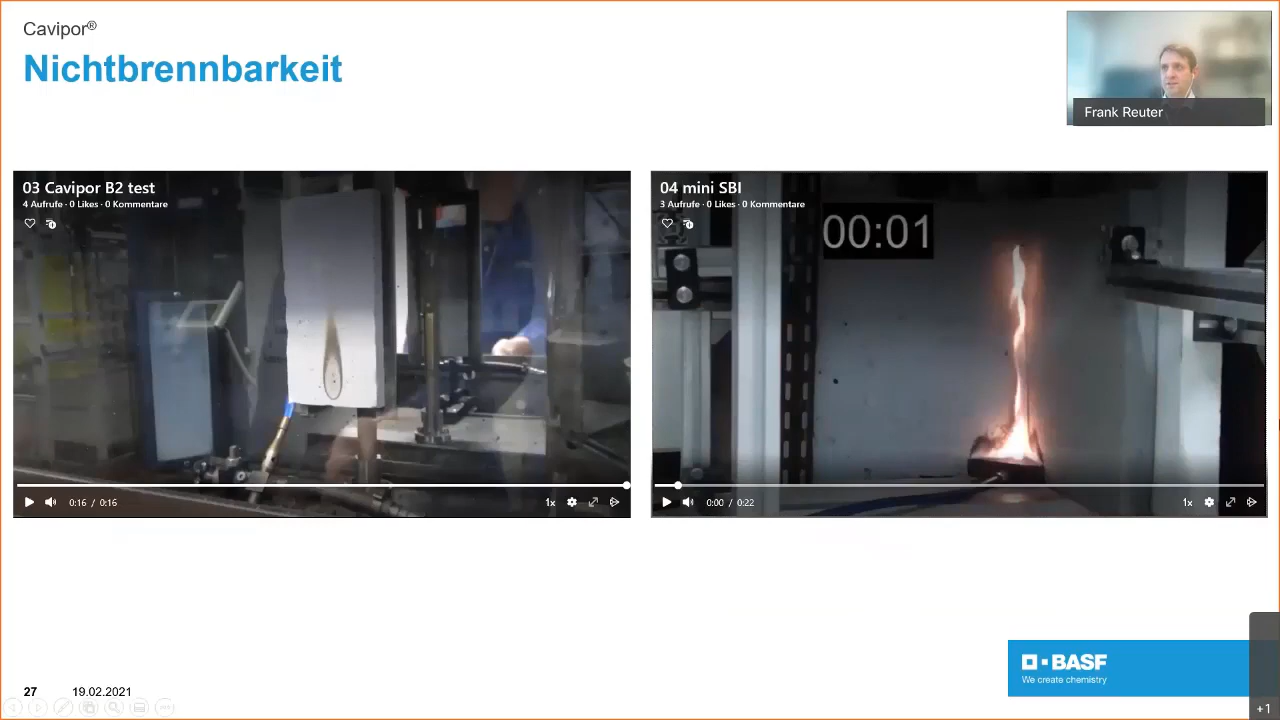 Cavipor®
Nichtbrennbarkeit
Frank Reuter
03 Cavipor B2 test
4 Aufrufe · 0 Likes · 0 Kommentare
0:16 / 0:16
1x
04 mini SBI
3 Aufrufe · 0 Likes · 0 Kommentare
00:01
0:00 / 0:22
1x
BASF
We create chemistry
27
19.02.2021
+1